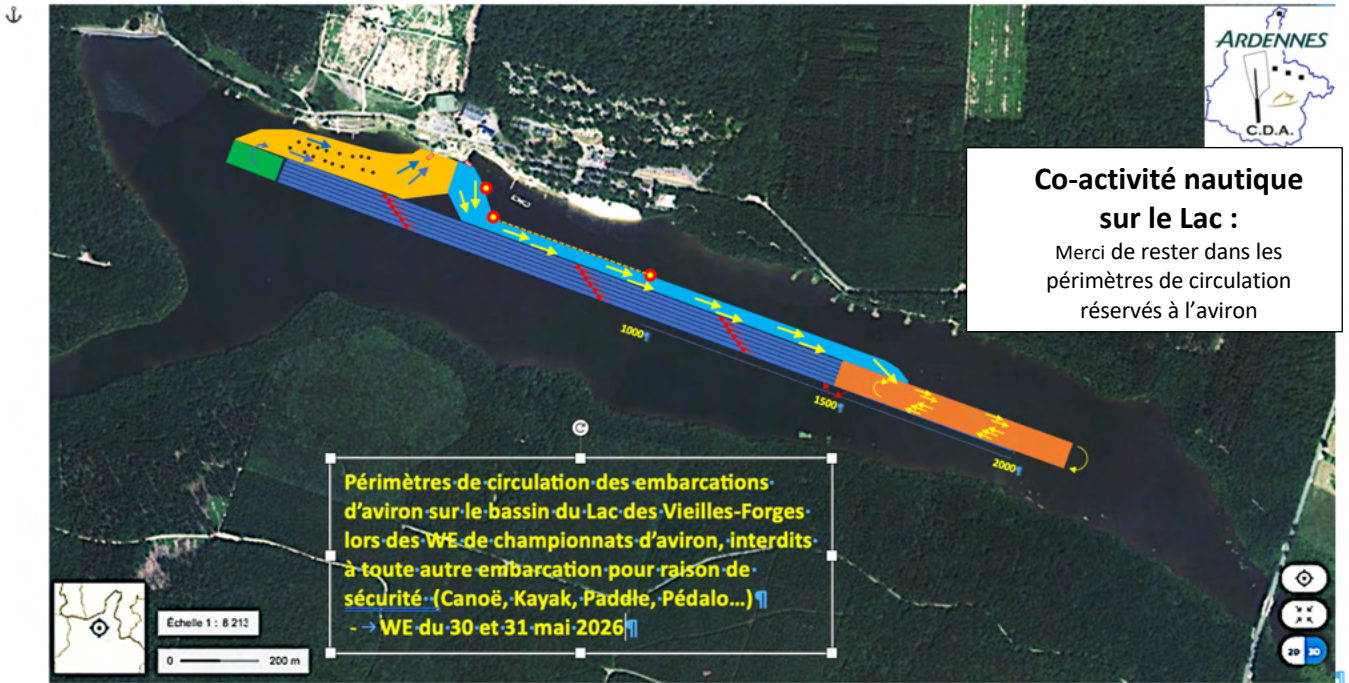 ARDENNES
C.D.A.
Co-activité nautique
sur le Lac :
Merci de rester dans les
périmètres de circulation
réservés à l’aviron
1000¶
1500¶
2000¶
Périmètres·de·circulation·des·embarcations·
d’aviron·sur·le·bassin·du·Lac·des·Vieilles-Forges·
lors·des·WE·de·championnats·d’aviron,·interdits·
à·toute·autre·embarcation·pour·raison·de·
sécurité··(Canoë,·Kayak,·Paddle,·Pédalo…)¶
-→WE·du·30·et·31·mai·2026¶
Échelle 1 : 8 213
0 200 m
2D 3D
¶